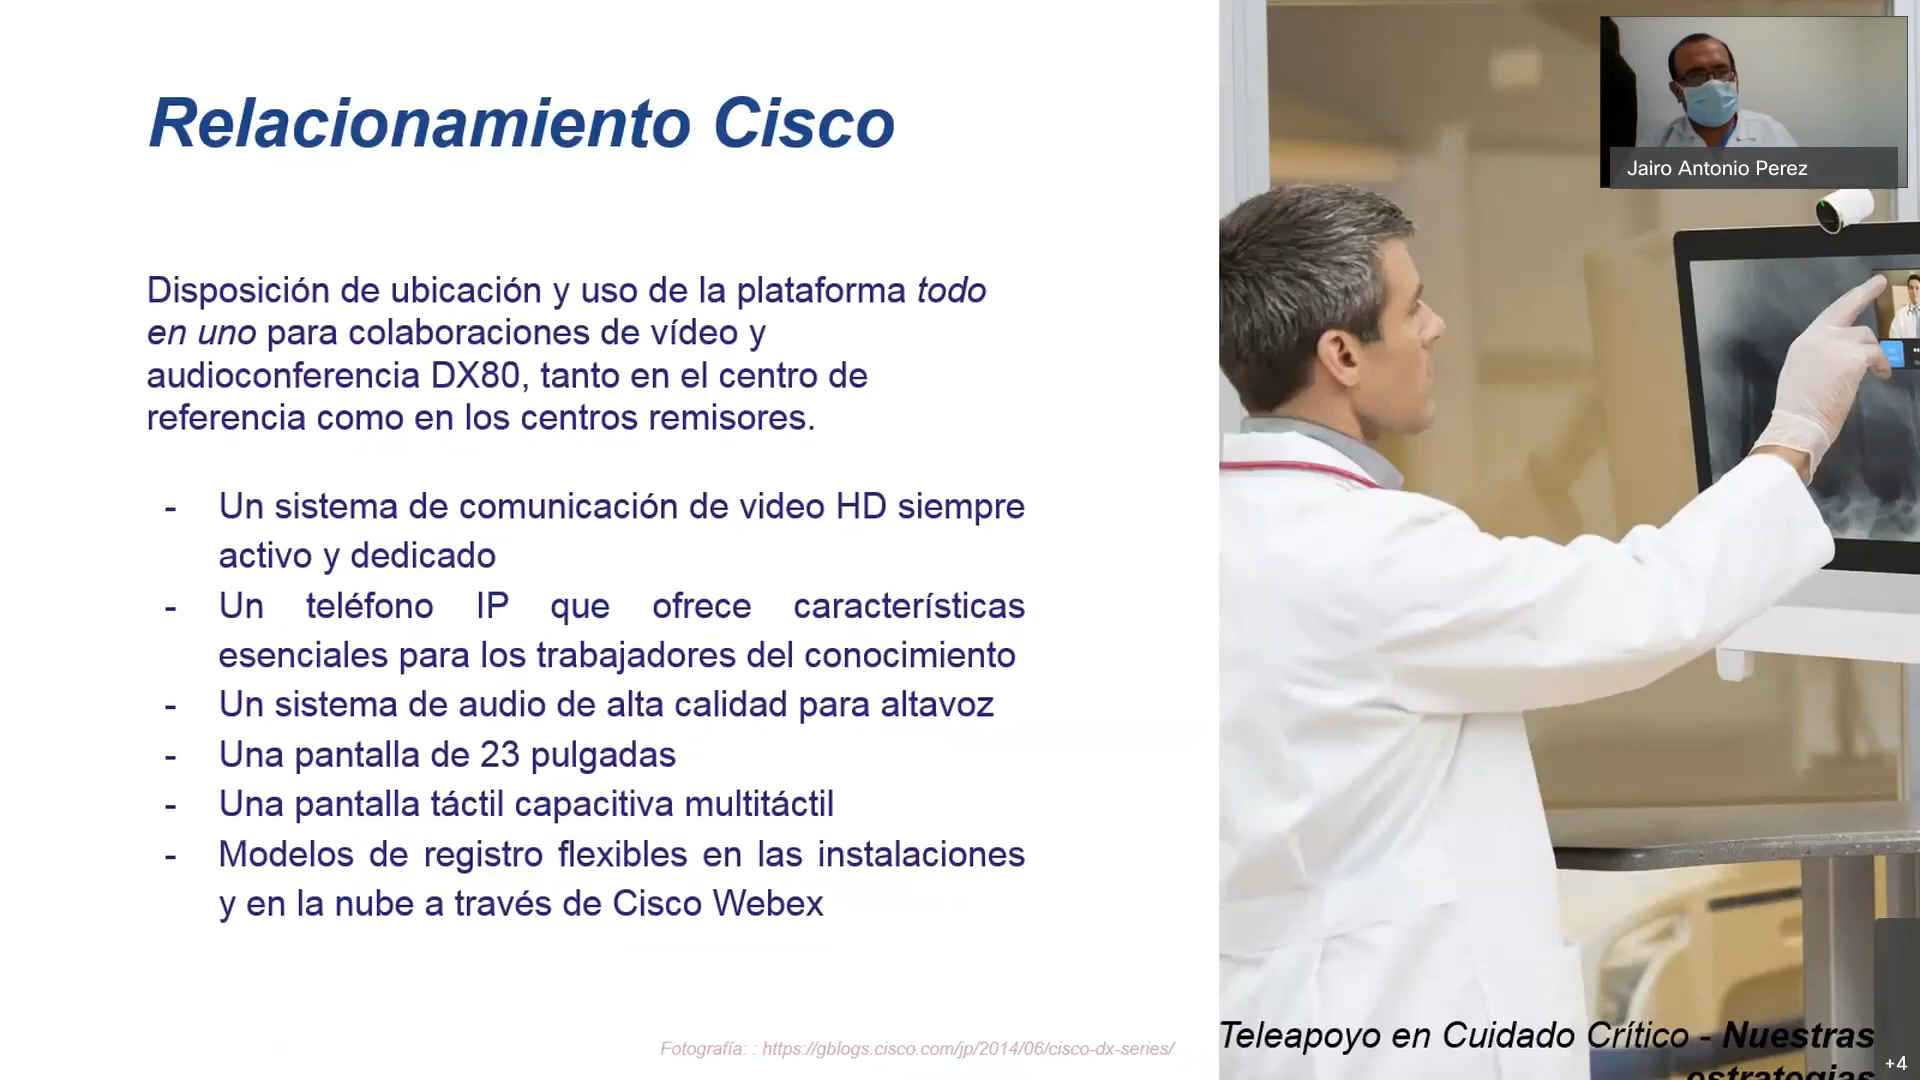 Relacionamiento Cisco
Jairo Antonio Perez
Disposición de ubicación y uso de la plataforma todo
en uno para colaboraciones de vídeo y
audioconferencia DX80, tanto en el centro de
referencia como en los centros remisores.
- Un sistema de comunicación de video HD siempre
activo y dedicado
- Un teléfono IP que ofrece características
esenciales para los trabajadores del conocimiento
- Un sistema de audio de alta calidad para altavoz
- Una pantalla de 23 pulgadas
- Una pantalla táctil capacitiva multitáctil
- Modelos de registro flexibles en las instalaciones
y en la nube a través de Cisco Webex
Fotografía: : https://gblogs.cisco.com/jp/2014/06/cisco-dx-series/
Teleapoyo en Cuidado Crítico - Nuestras
estrategias
+4